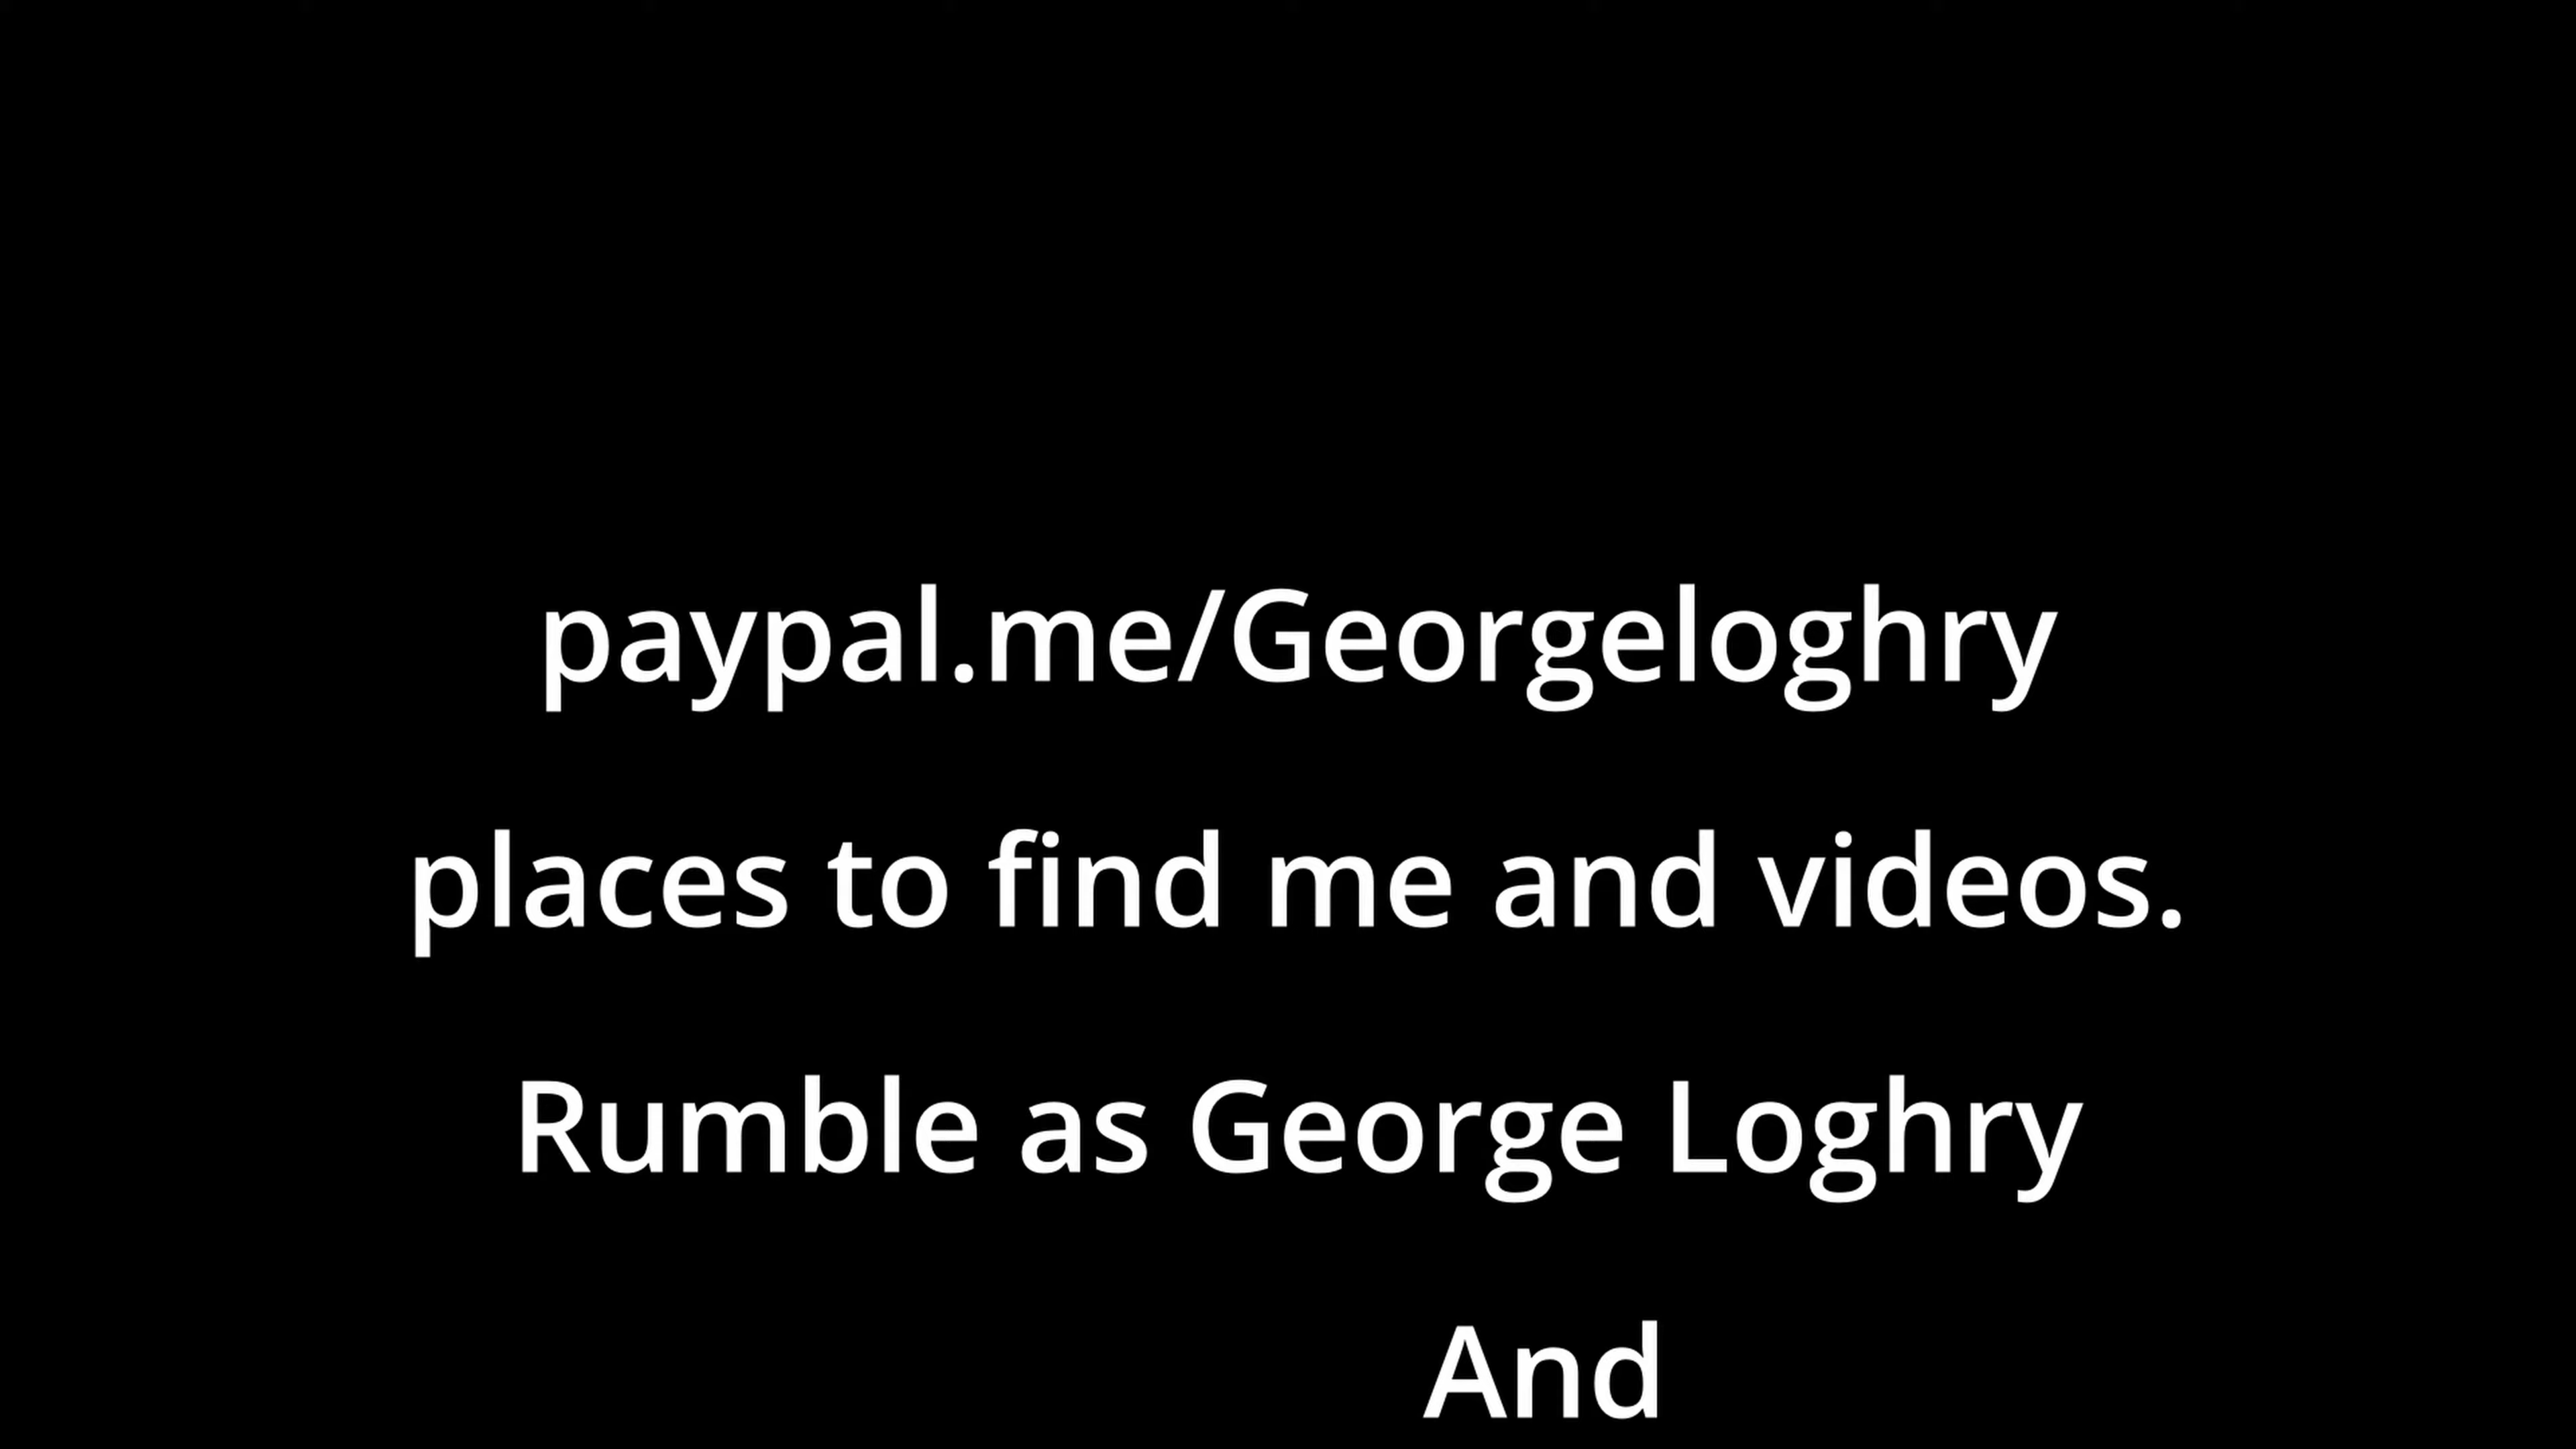 paypal.me/Georgeloghry
places to find me and videos.
Rumble as George Loghry
And